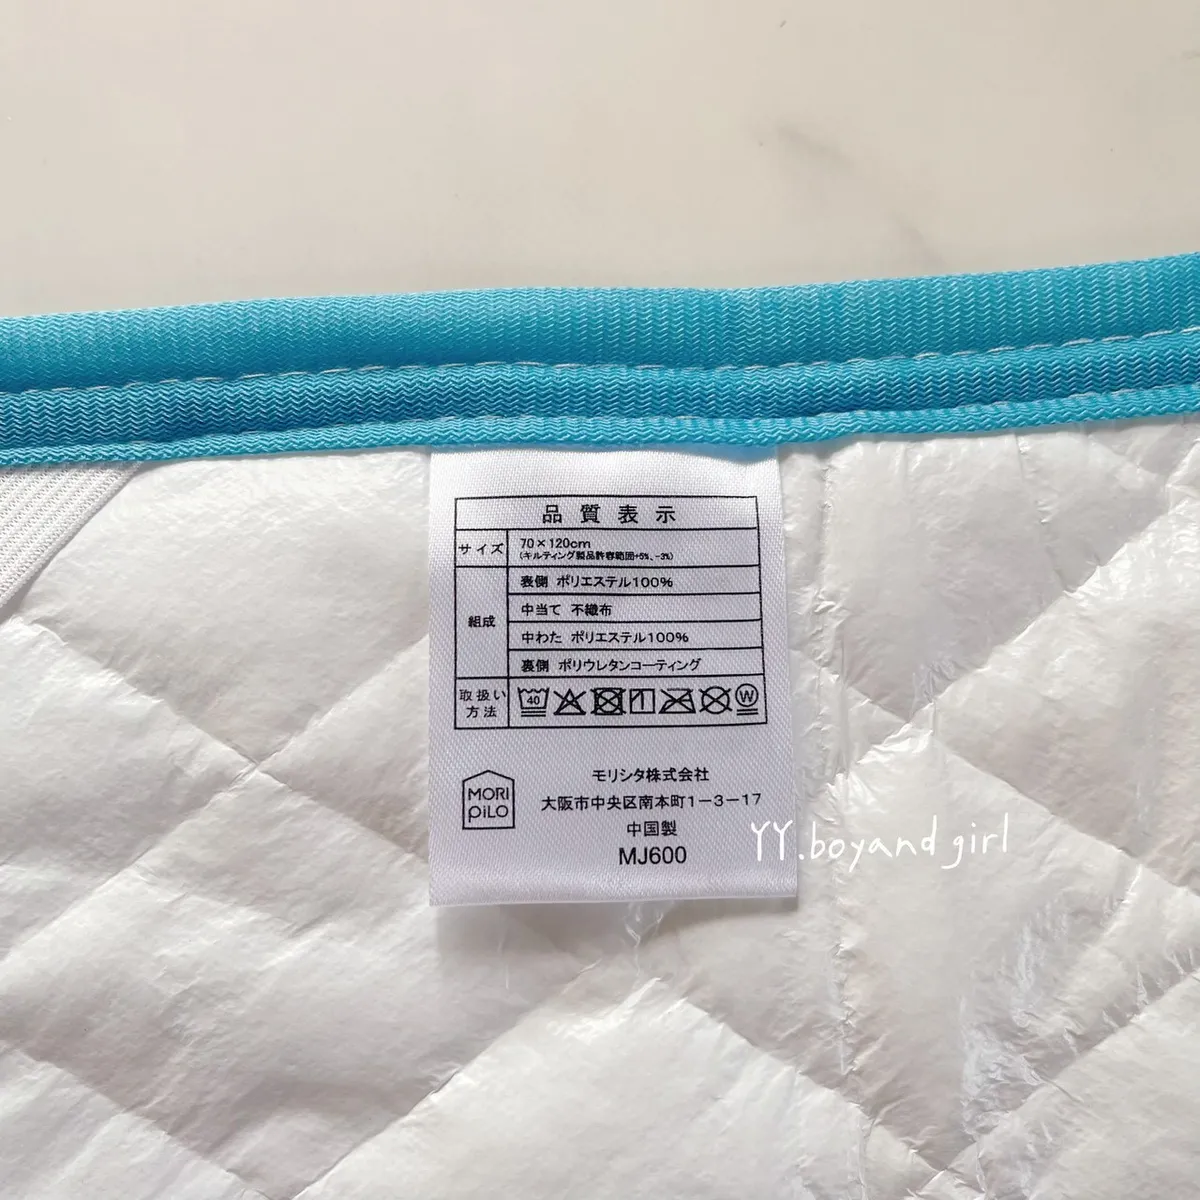 品質表示
サイズ 70×120cm
(キルティング製品許容範囲+5%、-3%)
組成
表側 ポリエステル100%
中当て 不織布
中わた ポリエステル100%
裏側 ポリウレタンコーティング
取扱い
方法
40
W
MORI
PiLO
モリシタ株式会社
大阪市中央区南本町1-3-17
中国製
MJ600
YY.boyand girl